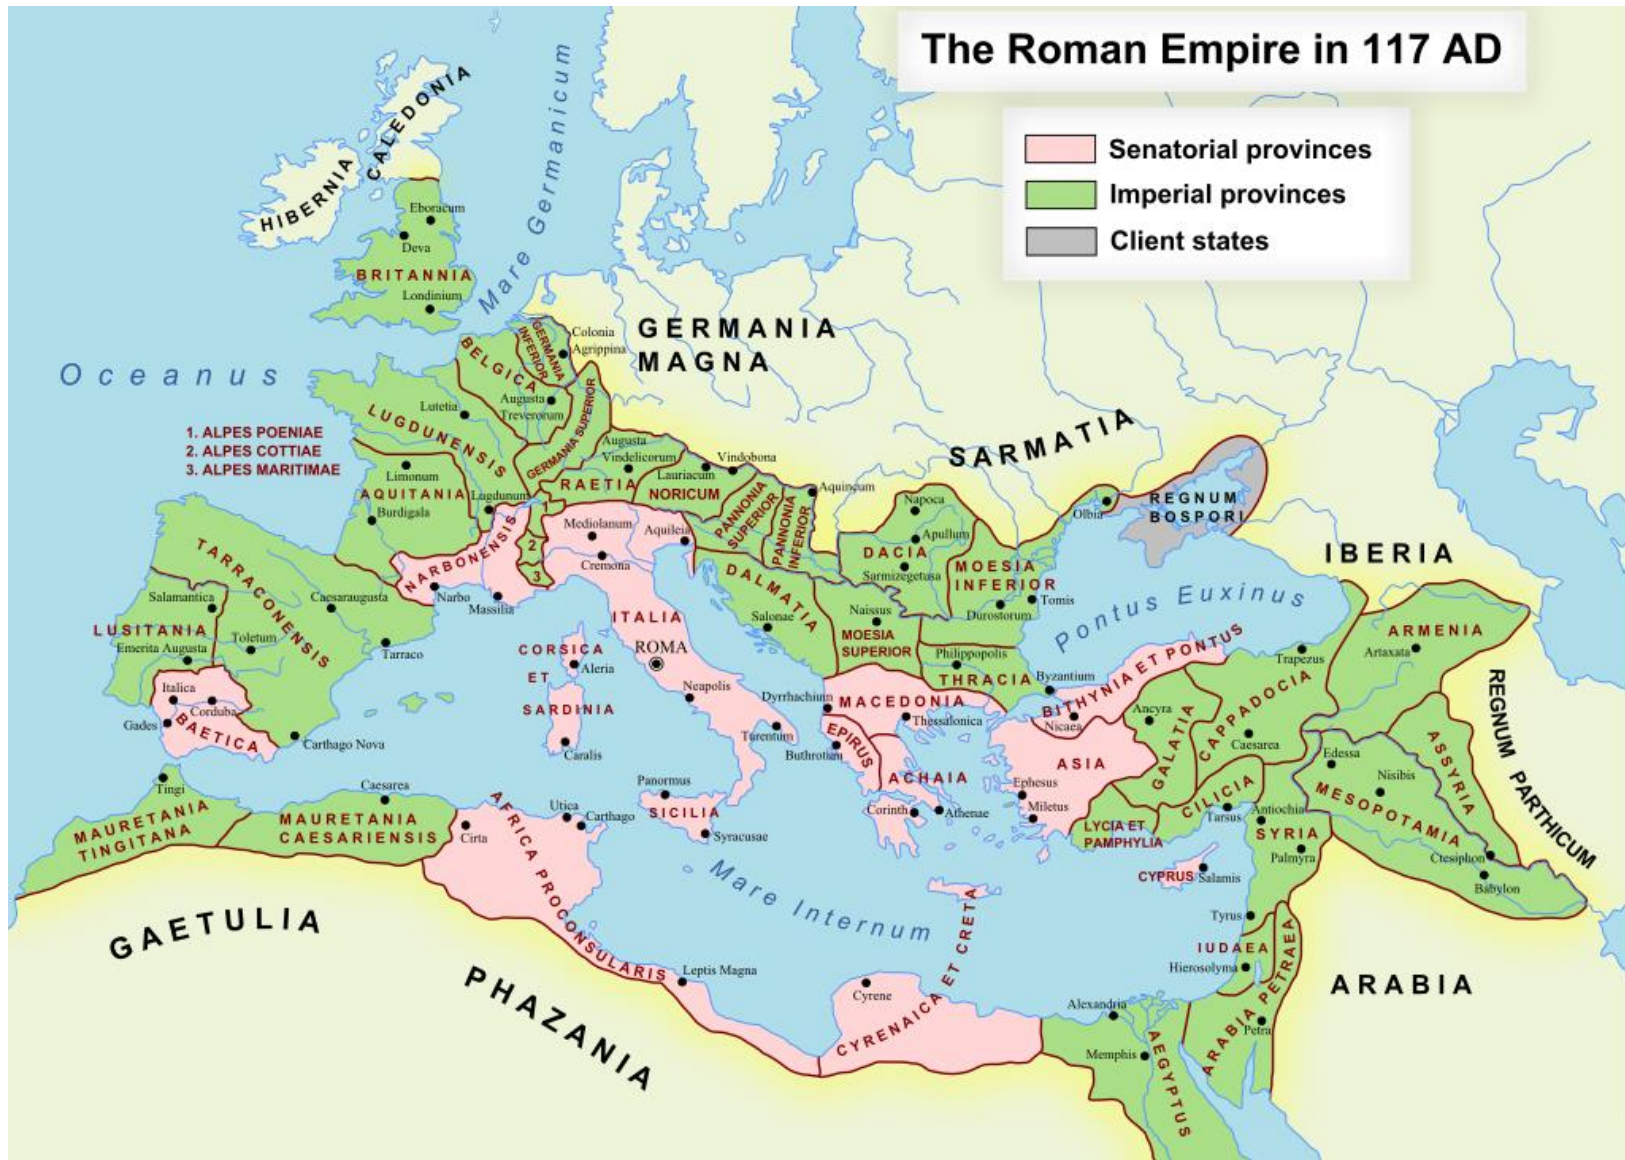 The Roman Empire in 117 AD
Senatorial provinces
Imperial provinces
Client states
CALEDONIA
HIBERNIA
Mare Germanicum
Eboracum
Deva
BRITANNIA
Londinium
Oceanus
GERMANIA
MAGNA
SARMATIA
1. ALPES POENIAE
2. ALPES COTTIAE
3. ALPES MARITIMAE
BELGICA
GERMANIA
INFERIOR
Colonia
Agrippina
Augusta
Treverorum
GERMANIA SUPERIOR
Lutetia
LUGDUNENSIS
Limonum
AQUITANIA
Burdigala
Lugdunum
NARBONENSIS
Narbo
Massilia
1
2
3
Augusta
Vindelicorum
RAETIA
Lauriacum
NORICUM
Vindobona
PANNONIA
SUPERIOR
PANNONIA
INFERIOR
Aquincum
Mediolanum
Aquileia
Cremona
ITALIA
ROMA
Neapolis
Turentum
DALMATIA
Salonae
Napoca
Apullum
DACIA
Sarmizegetusa
MOESIA
INFERIOR
Tomis
Durostorum
Naissus
MOESIA
SUPERIOR
Philippopolis
THRACIA
Byzantium
Olbia
REGNUM
BOSPORI
Pontus Euxinus
IBERIA
ARMENIA
Artaxata
Trapezus
REGNUM PARTHICUM
TARRACONENSIS
Salamantica
Caesaraugusta
LUSITANIA
Toletum
Emerita Augusta
Tarraco
Italica
Corduba
Gades
BAETICA
Carthago Nova
CORSICA
ET
SARDINIA
Aleria
Caralis
Dyrrhachium
MACEDONIA
Thessalonica
EPIRUS
Buthrotum
ACHAIA
Corinth
Athenae
BITHYNIA ET PONTUS
Nicaea
ASIA
Ephesus
Miletus
Ancyra
GALATIA
CAPPADOCIA
Caesarea
CILICIA
Tarsus
LYCIA ET
PAMPHYLIA
Antiochia
SYRIA
Palmyra
CYPRUS
Salamis
Edessa
Nisibis
MESOPOTAMIA
ASSYRIA
Ctesiphon
Babylon
Tingi
MAURETANIA
TINGITANA
Caesarea
MAURETANIA
CAESARIENSIS
Cirta
Utica
Carthago
AFRICA PROCONSULARIS
Panormus
SICILIA
Syracusae
Mare Internum
Leptis Magna
Cyrene
CYRENAICA ET CRETA
Tyrus
IUDAEA
Hierosolyma
ARABIA PETRAEA
Petra
Alexandria
Memphis
AEGYPTUS
ARABIA
GAETULIA
PHAZANIA